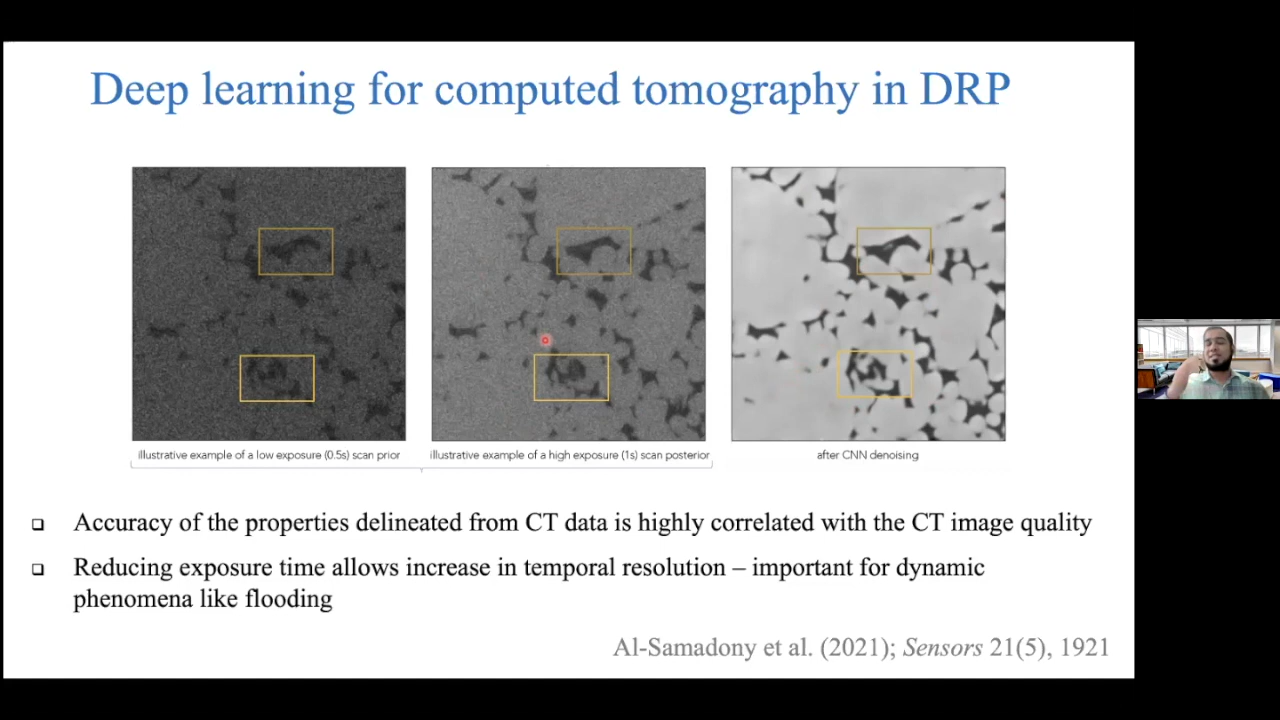 Deep learning for computed tomography in DRP
illustrative example of a low exposure (0.5s) scan prior
illustrative example of a high exposure (1s) scan posterior
after CNN denoising
❑ Accuracy of the properties delineated from CT data is highly correlated with the CT image quality
❑ Reducing exposure time allows increase in temporal resolution – important for dynamic
phenomena like flooding
Al-Samadony et al. (2021); Sensors 21(5), 1921